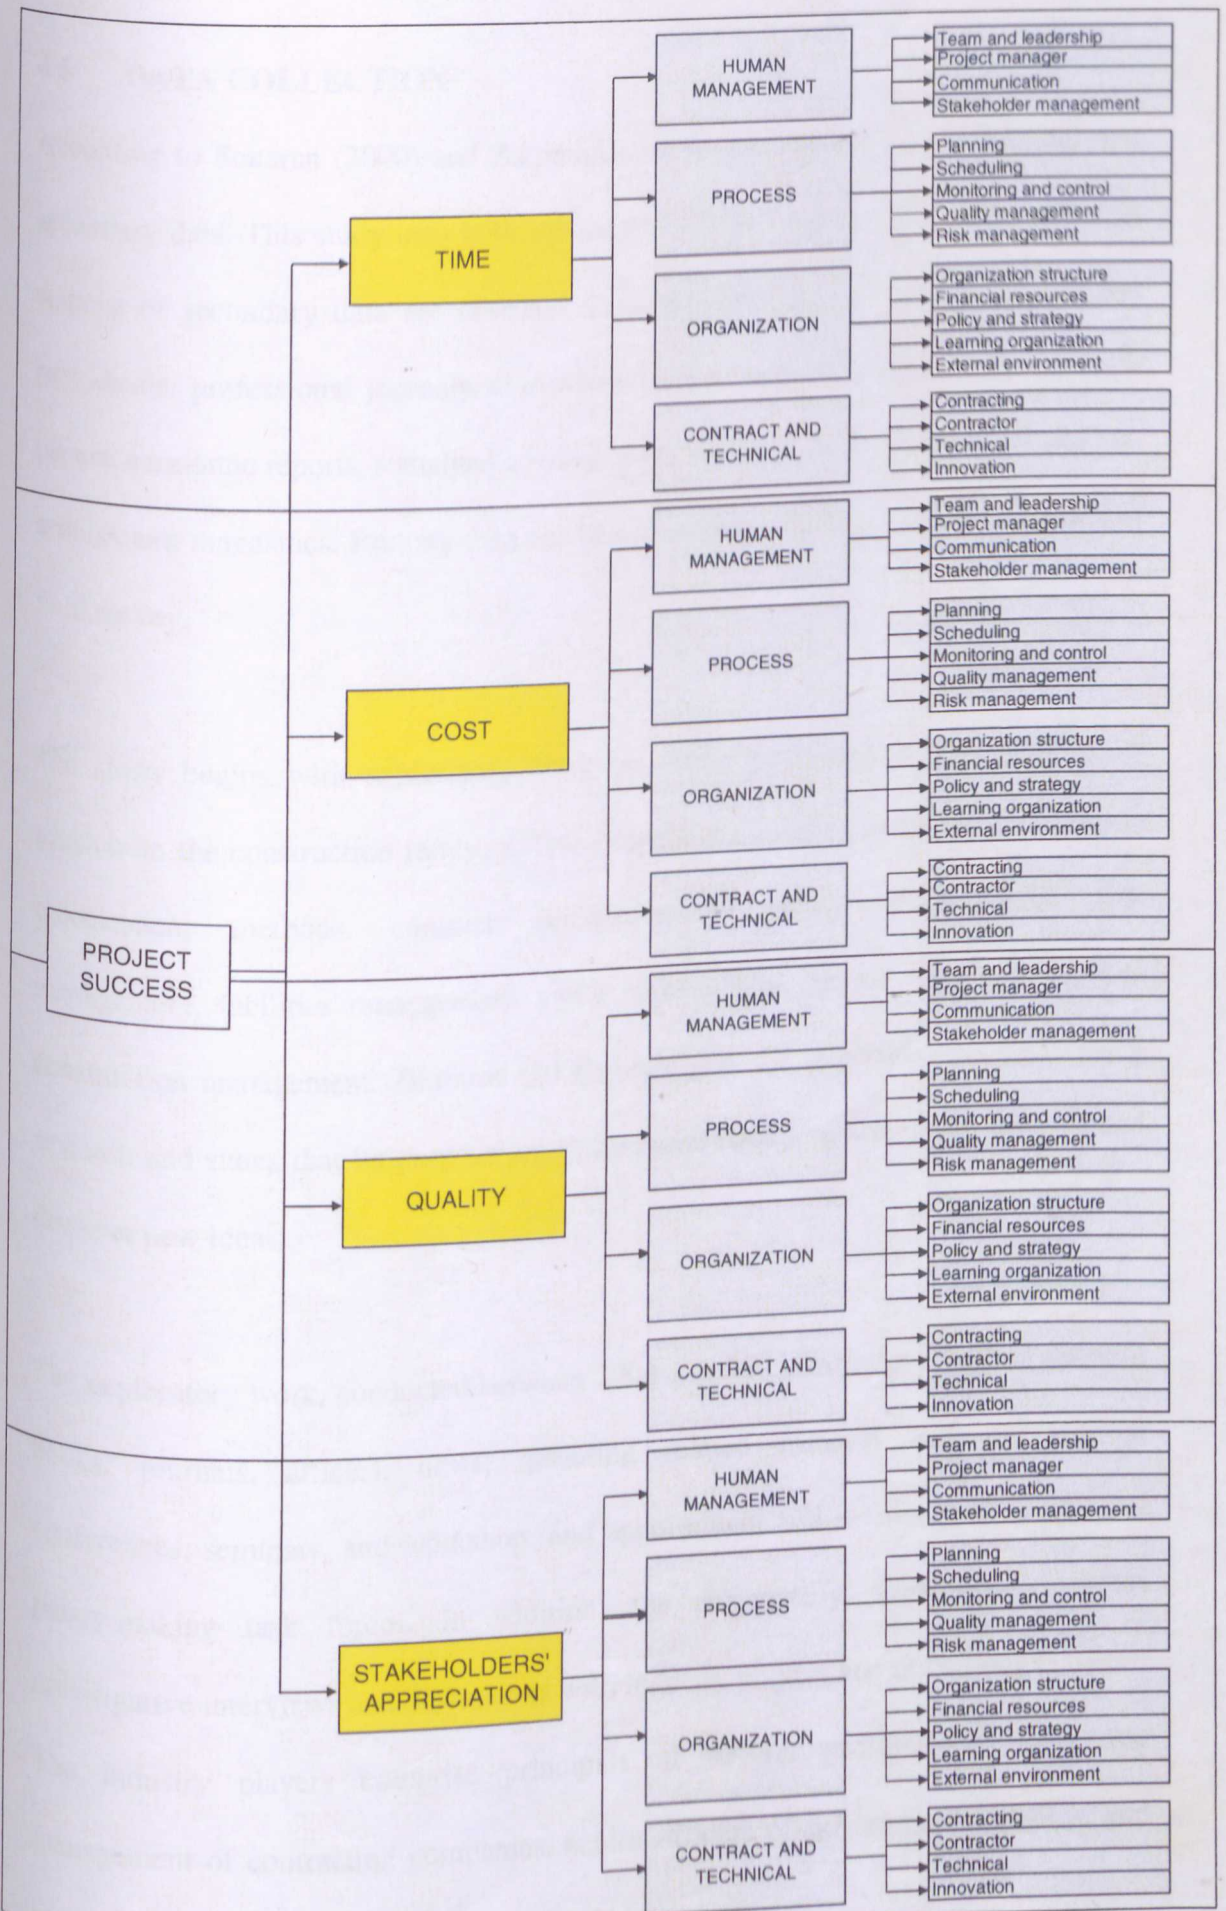 PROJECT
SUCCESS
TIME
HUMAN
MANAGEMENT
Team and leadership
Project manager
Communication
Stakeholder management
PROCESS
Planning
Scheduling
Monitoring and control
Quality management
Risk management
ORGANIZATION
Organization structure
Financial resources
Policy and strategy
Learning organization
External environment
CONTRACT AND
TECHNICAL
Contracting
Contractor
Technical
Innovation
COST
HUMAN
MANAGEMENT
Team and leadership
Project manager
Communication
Stakeholder management
PROCESS
Planning
Scheduling
Monitoring and control
Quality management
Risk management
ORGANIZATION
Organization structure
Financial resources
Policy and strategy
Learning organization
External environment
CONTRACT AND
TECHNICAL
Contracting
Contractor
Technical
Innovation
QUALITY
HUMAN
MANAGEMENT
Team and leadership
Project manager
Communication
Stakeholder management
PROCESS
Planning
Scheduling
Monitoring and control
Quality management
Risk management
ORGANIZATION
Organization structure
Financial resources
Policy and strategy
Learning organization
External environment
CONTRACT AND
TECHNICAL
Contracting
Contractor
Technical
Innovation
STAKEHOLDERS'
APPRECIATION
HUMAN
MANAGEMENT
Team and leadership
Project manager
Communication
Stakeholder management
PROCESS
Planning
Scheduling
Monitoring and control
Quality management
Risk management
ORGANIZATION
Organization structure
Financial resources
Policy and strategy
Learning organization
External environment
CONTRACT AND
TECHNICAL
Contracting
Contractor
Technical
Innovation